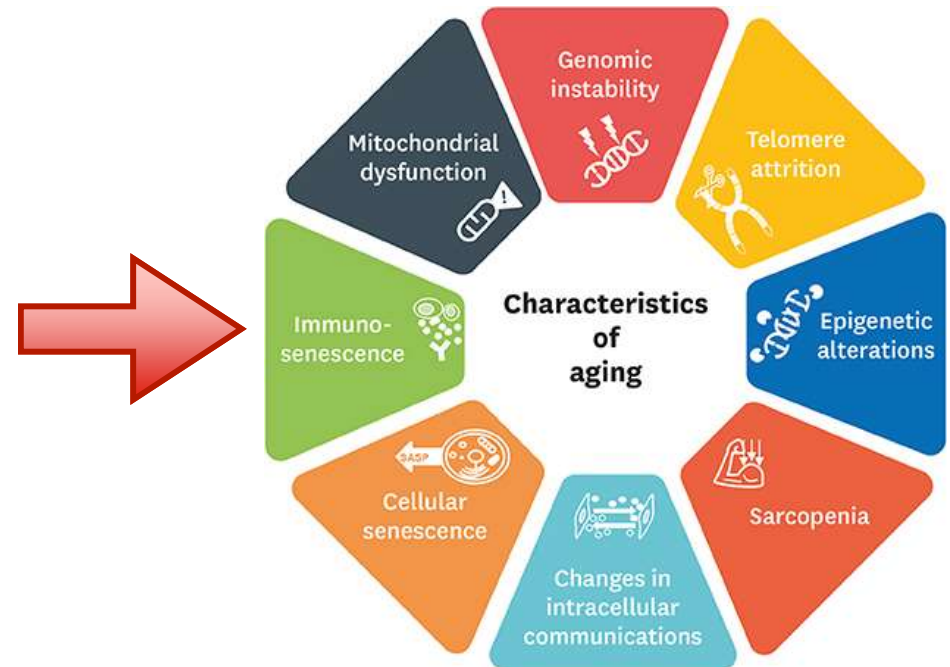 Genomic
instability
Telomere
attrition
Epigenetic
alterations
Sarcopenia
Changes in
intracellular
communications
SASP
Cellular
senescence
Immuno-
senescence
Mitochondrial
dysfunction
!
Characteristics
of
aging